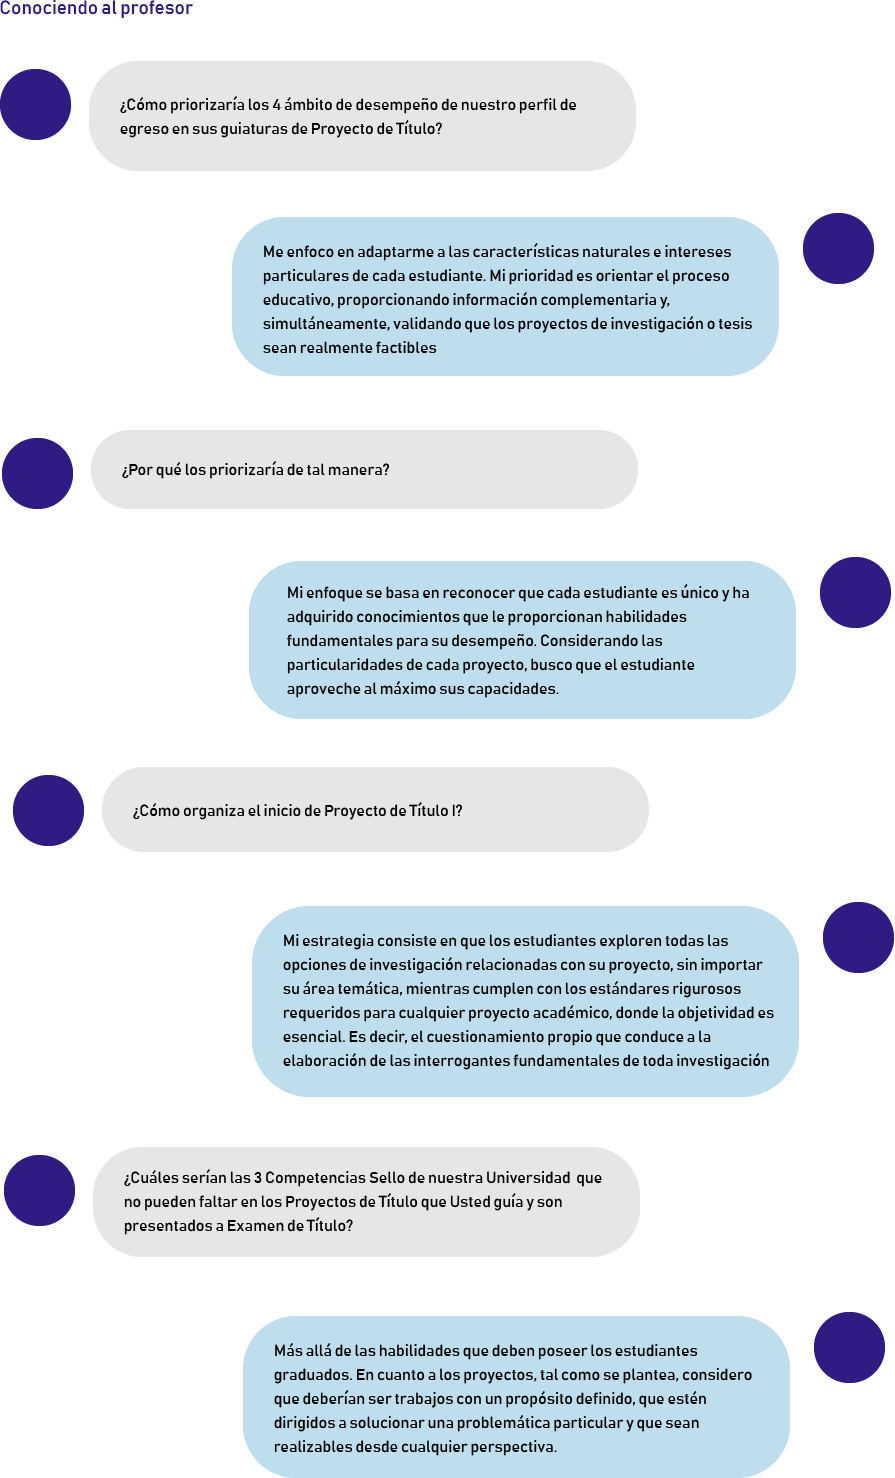 Conociendo al profesor
¿Cómo priorizaría los 4 ámbito de desempeño de nuestro perfil de
egreso en sus guiaturas de Proyecto de Título?
Me enfoco en adaptarme a las características naturales e intereses
particulares de cada estudiante. Mi prioridad es orientar el proceso
educativo, proporcionando información complementaria y,
simultáneamente, validando que los proyectos de investigación o tesis
sean realmente factibles
¿Por qué los priorizaría de tal manera?
Mi enfoque se basa en reconocer que cada estudiante es único y ha
adquirido conocimientos que le proporcionan habilidades
fundamentales para su desempeño. Considerando las
particularidades de cada proyecto, busco que el estudiante
aproveche al máximo sus capacidades.
¿Cómo organiza el inicio de Proyecto de Título I?
Mi estrategia consiste en que los estudiantes exploren todas las
opciones de investigación relacionadas con su proyecto, sin importar
su área temática, mientras cumplen con los estándares rigurosos
requeridos para cualquier proyecto académico, donde la objetividad es
esencial. Es decir, el cuestionamiento propio que conduce a la
elaboración de las interrogantes fundamentales de toda investigación
¿Cuáles serían las 3 Competencias Sello de nuestra Universidad  que
no pueden faltar en los Proyectos de Título que Usted guía y son
presentados a Examen de Título?
Más allá de las habilidades que deben poseer los estudiantes
graduados. En cuanto a los proyectos, tal como se plantea, considero
que deberían ser trabajos con un propósito definido, que estén
dirigidos a solucionar una problemática particular y que sean
realizables desde cualquier perspectiva.